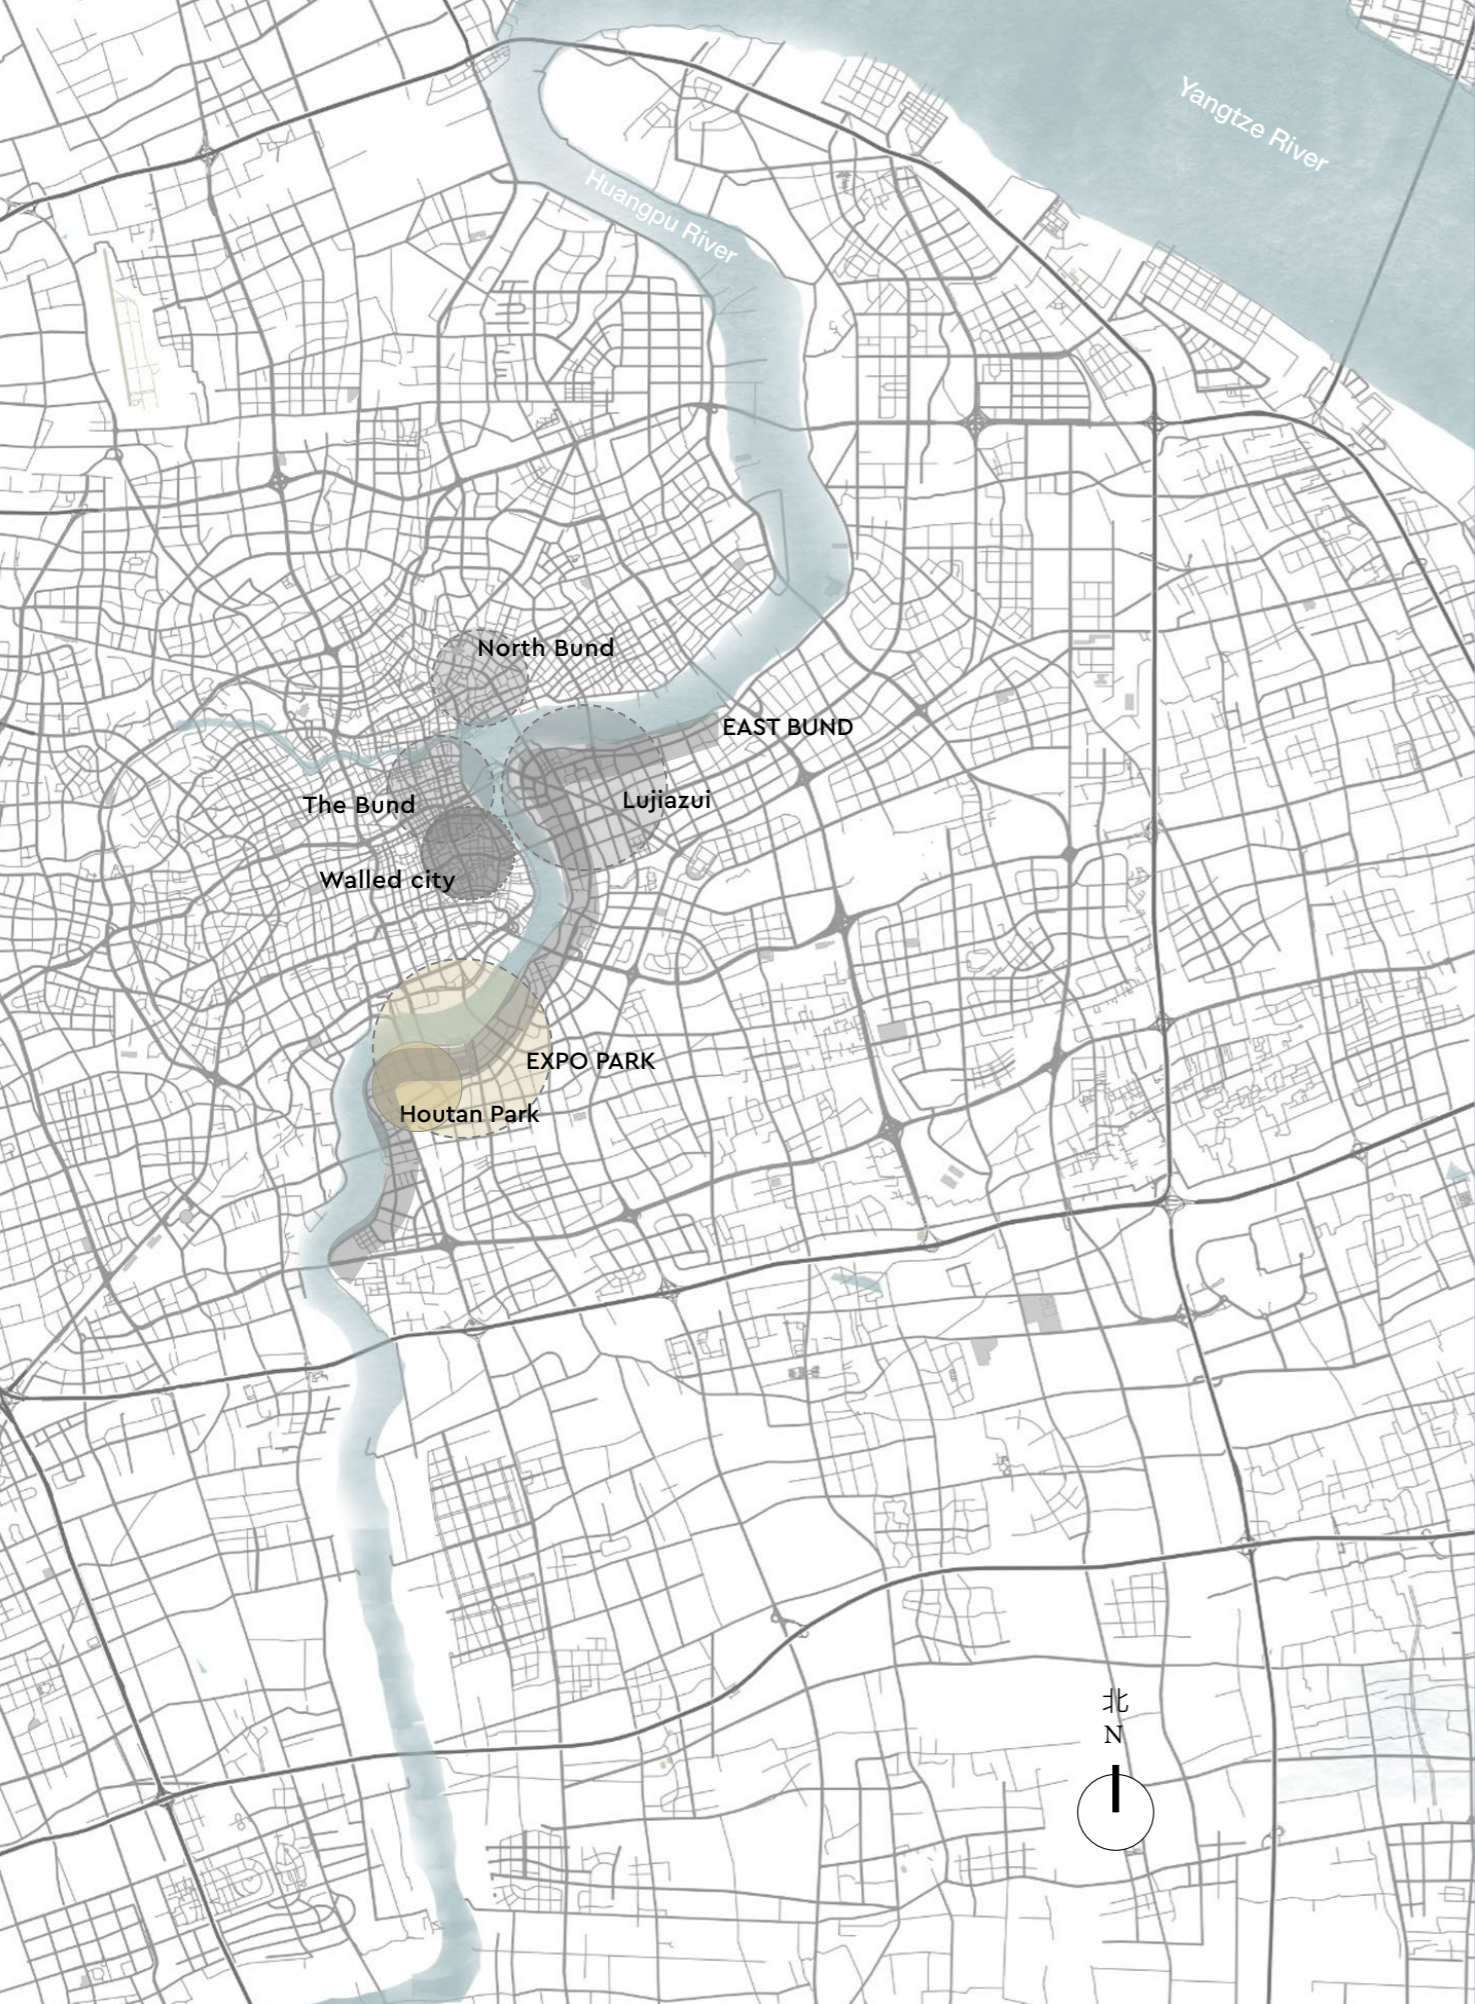 Yangtze River
Huangpu River
North Bund
EAST BUND
The Bund
Lujiazui
Walled city
EXPO PARK
Houtan Park
北
N